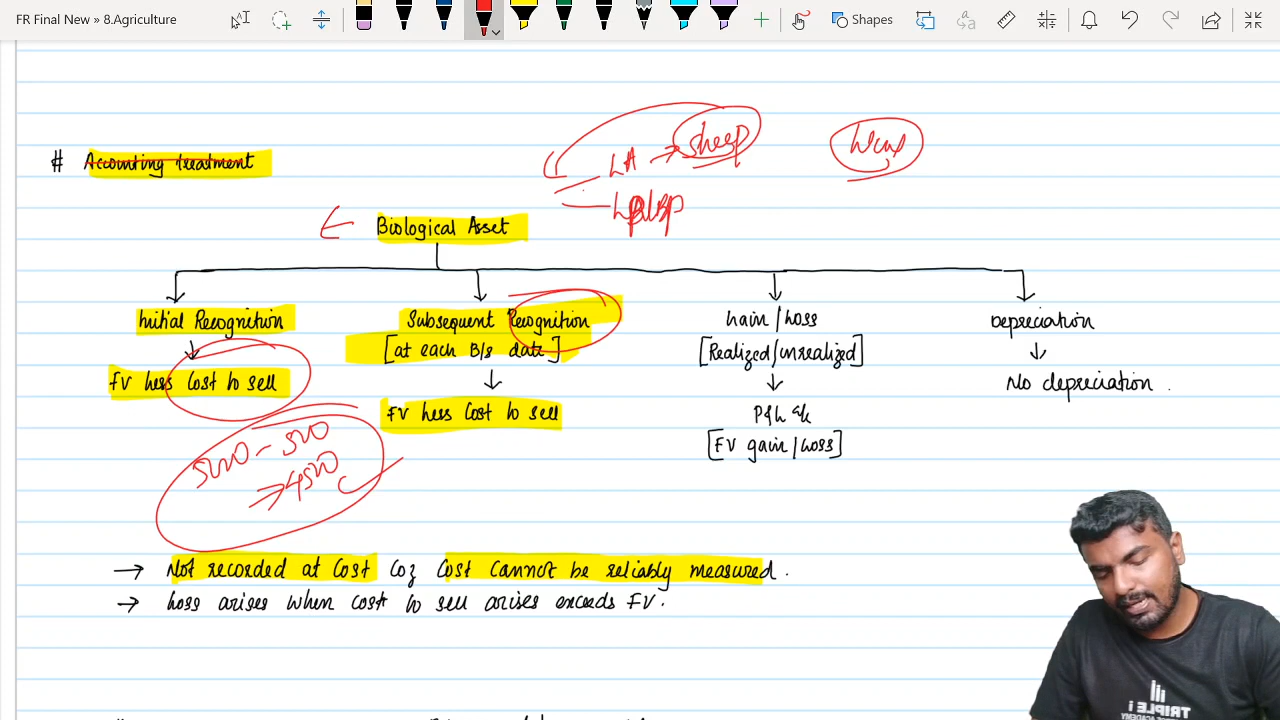 FR Final New » 8.Agriculture
Shapes
# Accounting treatment
LA → sheep
Biological Asset
Initial Recognition
Subsequent Recognition
Gain / Loss
Depreciation
[at each B/s date]
[Realized/unrealized]
FV Less Cost to sell
FV Less Cost to sell
No depreciation .
P&L a/c
[FV gain/Loss]
5000 - 500
⇒ 4500
→ Not recorded at Cost Coz Cost Cannot be reliably measured .
→ Loss arises when cost to sell arises exceeds FV .
TRIPLE i